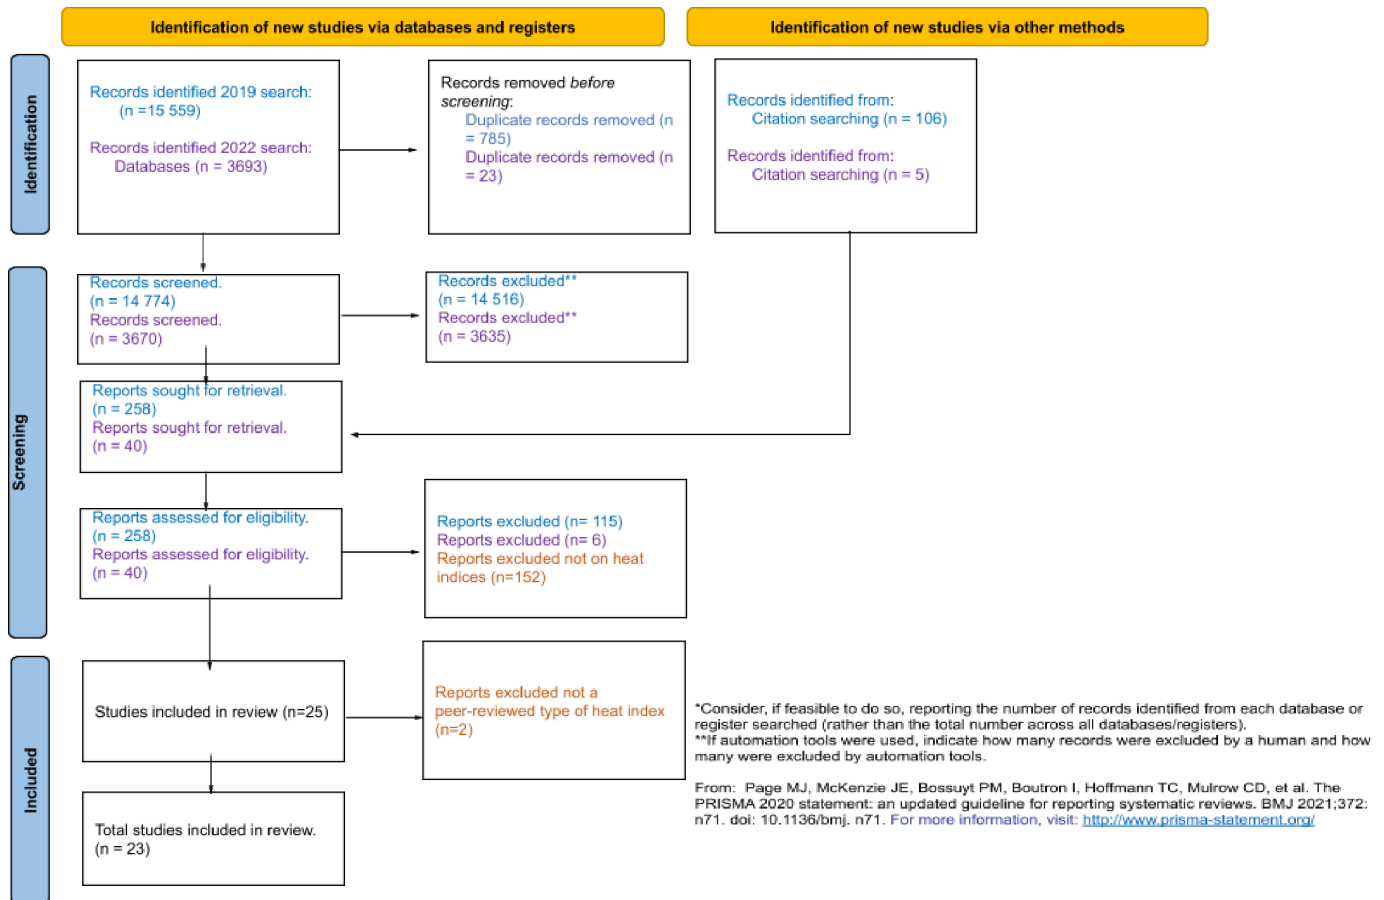 Identification of new studies via databases and registers
Identification of new studies via other methods
Identification
Records identified 2019 search:
(n =15 559)
Records identified 2022 search:
Databases (n = 3693)
Records removed before
screening:
Duplicate records removed (n
= 785)
Duplicate records removed (n
= 23)
Records identified from:
Citation searching (n = 106)
Records identified from:
Citation searching (n = 5)
Screening
Records screened.
(n = 14 774)
Records screened.
(n = 3670)
Records excluded**
(n = 14 516)
Records excluded**
(n = 3635)
Reports sought for retrieval.
(n = 258)
Reports sought for retrieval.
(n = 40)
Reports assessed for eligibility.
(n = 258)
Reports assessed for eligibility.
(n = 40)
Reports excluded (n= 115)
Reports excluded (n= 6)
Reports excluded not on heat
indices (n=152)
Included
Studies included in review (n=25)
Reports excluded not a
peer-reviewed type of heat index
(n=2)
Total studies included in review.
(n = 23)
*Consider, if feasible to do so, reporting the number of records identified from each database or
register searched (rather than the total number across all databases/registers).
**If automation tools were used, indicate how many records were excluded by a human and how
many were excluded by automation tools.
From: Page MJ, McKenzie JE, Bossuyt PM, Boutron I, Hoffmann TC, Mulrow CD, et al. The
PRISMA 2020 statement: an updated guideline for reporting systematic reviews. BMJ 2021;372:
n71. doi: 10.1136/bmj. n71. For more information, visit: http://www.prisma-statement.org/